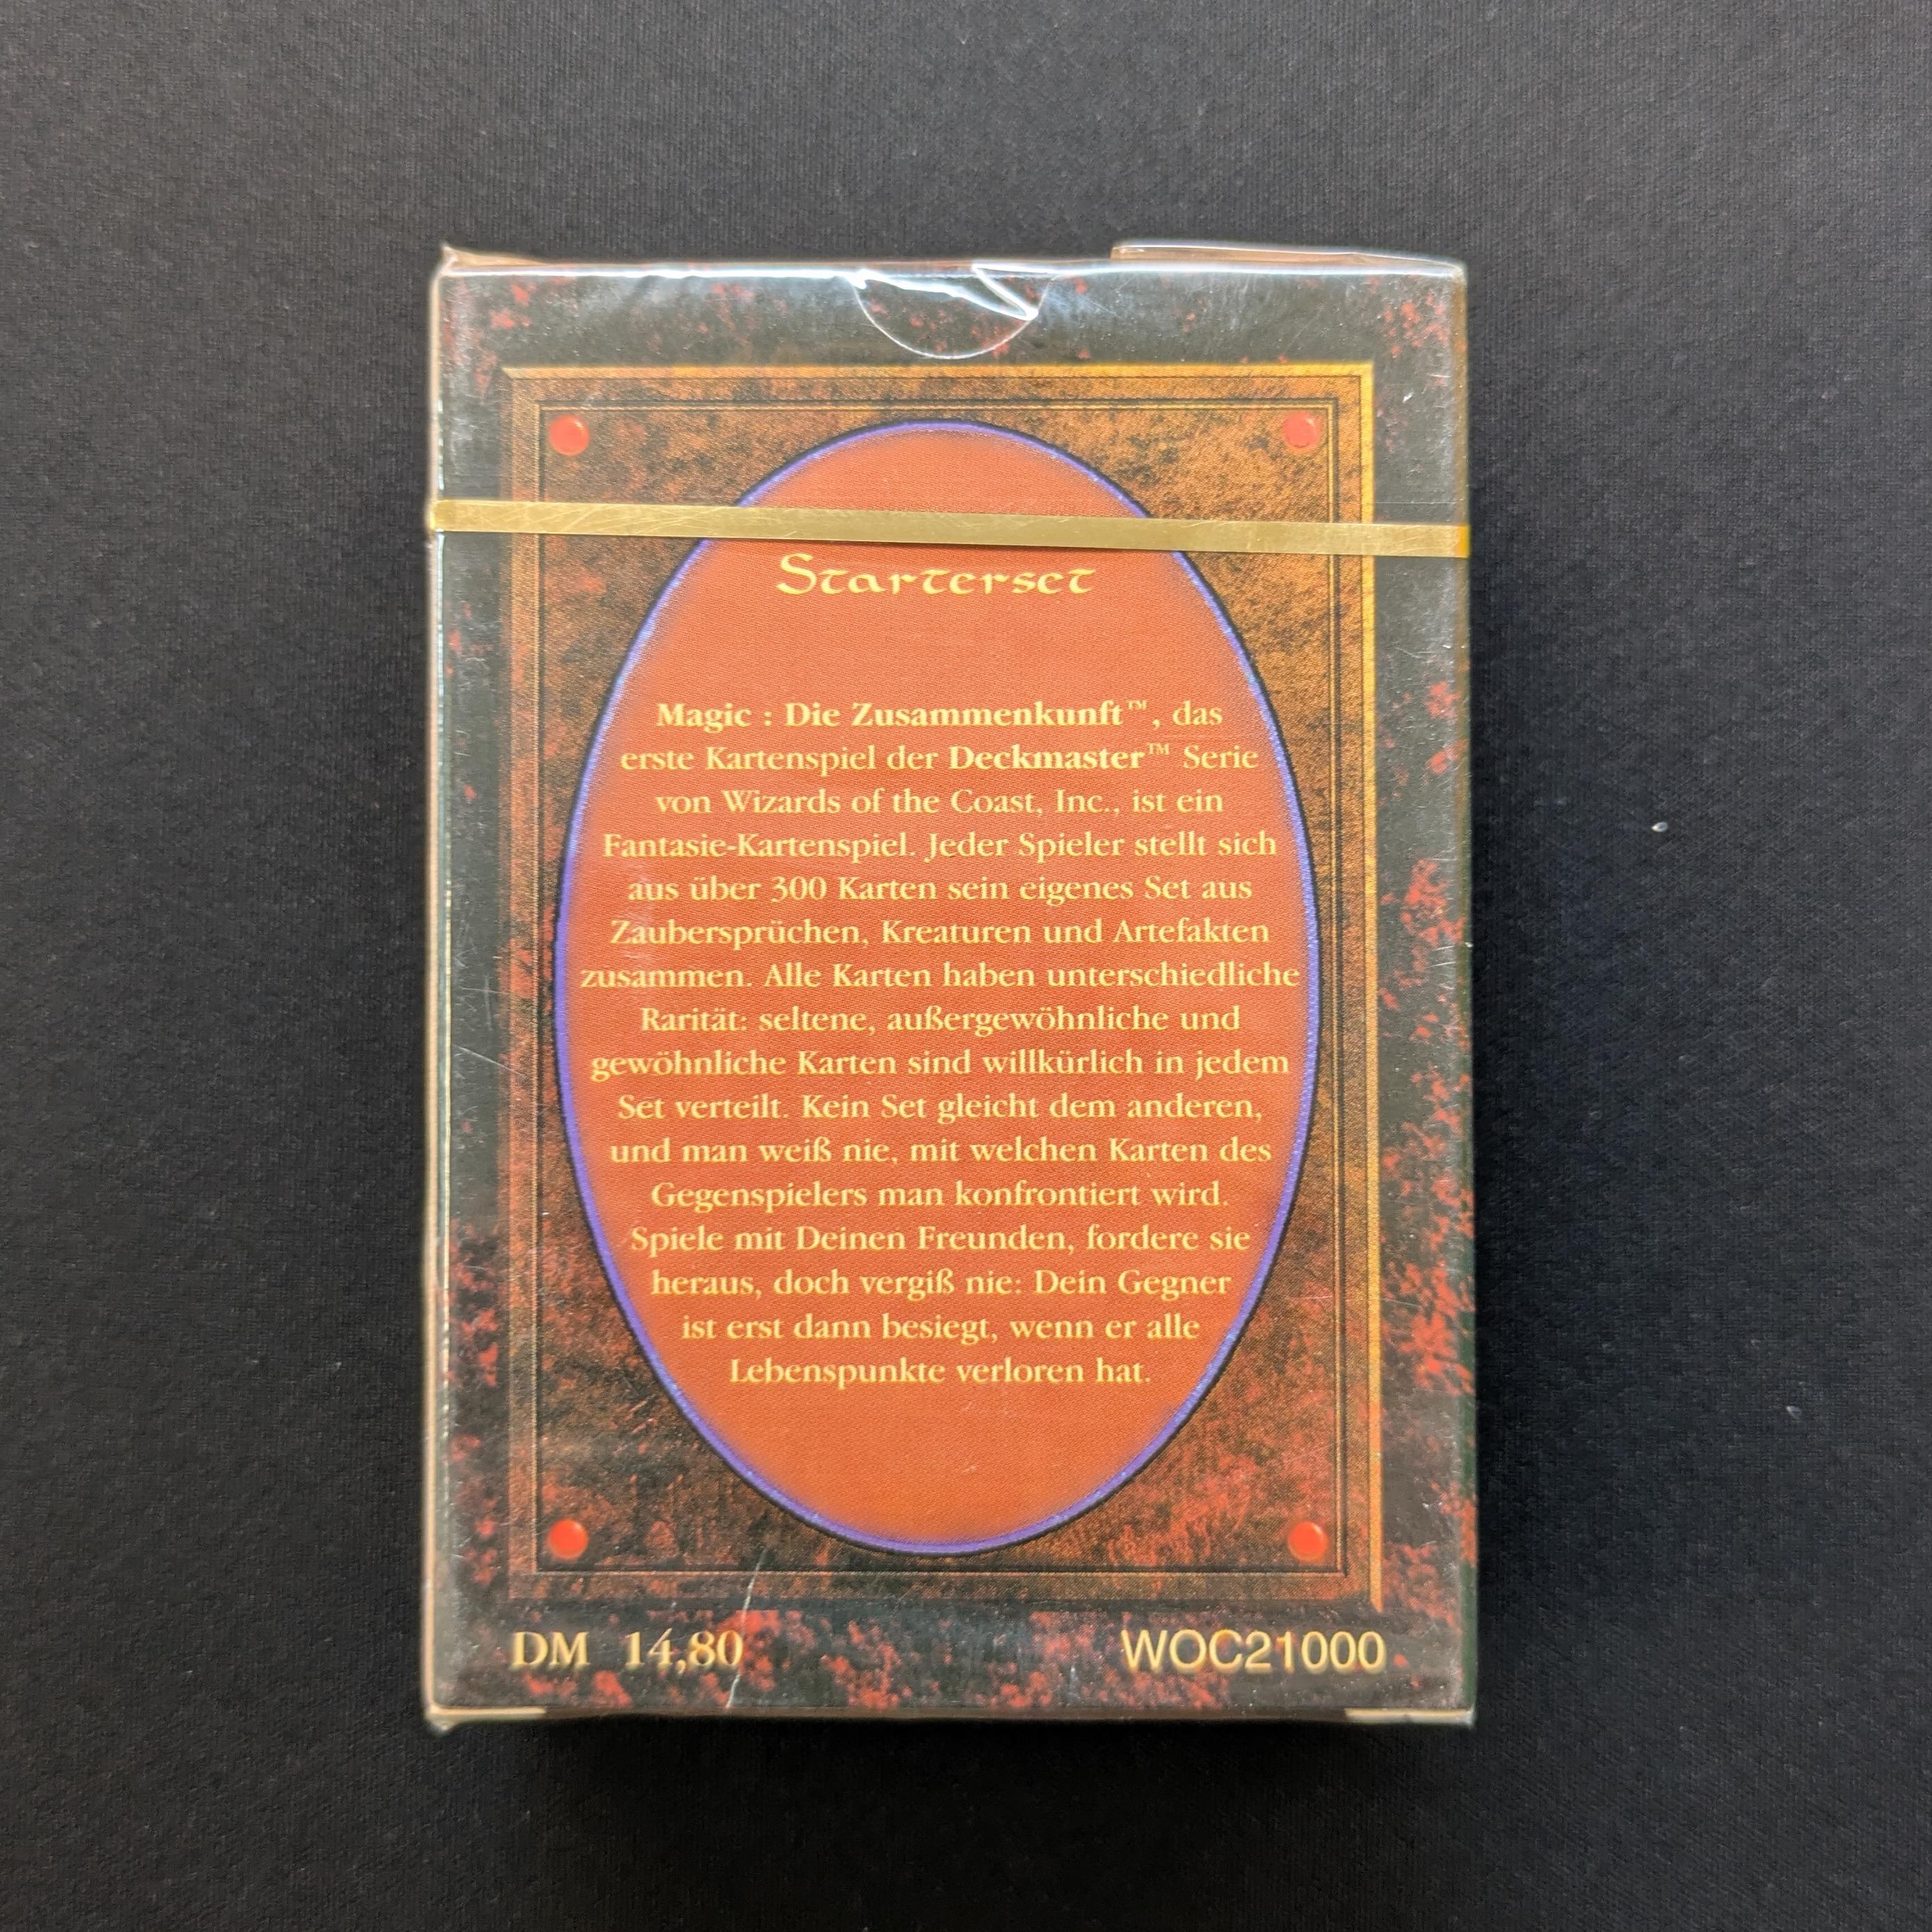 Starterset
Magic : Die Zusammenkunft™, das
erste Kartenspiel der Deckmaster™ Serie
von Wizards of the Coast, Inc., ist ein
Fantasie-Kartenspiel. Jeder Spieler stellt sich
aus über 300 Karten sein eigenes Set aus
Zaubersprüchen, Kreaturen und Artefakten
zusammen. Alle Karten haben unterschiedliche
Rarität: seltene, außergewöhnliche und
gewöhnliche Karten sind willkürlich in jedem
Set verteilt. Kein Set gleicht dem anderen,
und man weiß nie, mit welchen Karten des
Gegenspielers man konfrontiert wird.
Spiele mit Deinen Freunden, fordere sie
heraus, doch vergiß nie: Dein Gegner
ist erst dann besiegt, wenn er alle
Lebenspunkte verloren hat.
DM 14,80 WOC21000